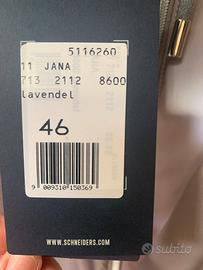 5116260
11 JANA
713 2112 8600
lavendel
46
9 009310 150369
WWW.SCHNEIDERS.COM
subito